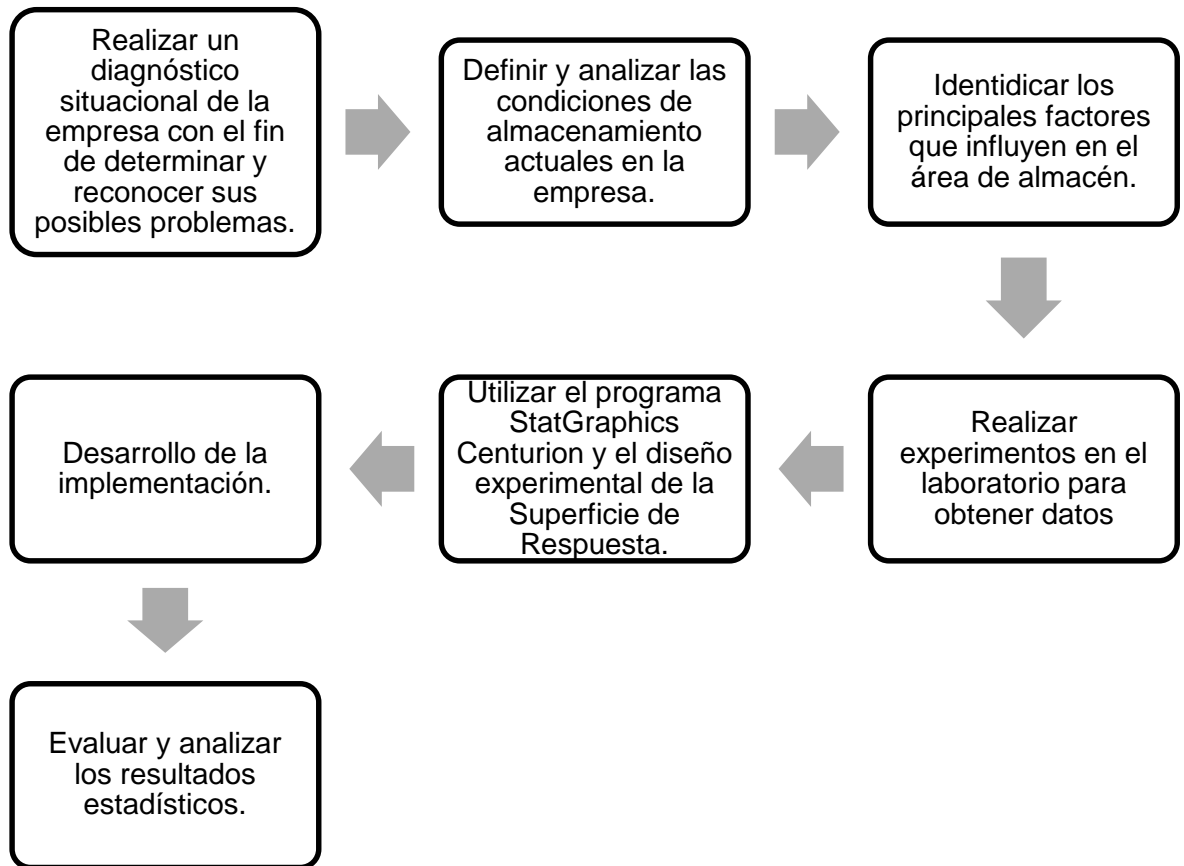 Realizar un
diagnóstico
situacional de la
empresa con el fin
de determinar y
reconocer sus
posibles problemas.
Definir y analizar las
condiciones de
almacenamiento
actuales en la
empresa.
Identidicar los
principales factores
que influyen en el
área de almacén.
Realizar
experimentos en el
laboratorio para
obtener datos
Utilizar el programa
StatGraphics
Centurion y el diseño
experimental de la
Superficie de
Respuesta.
Desarrollo de la
implementación.
Evaluar y analizar
los resultados
estadísticos.